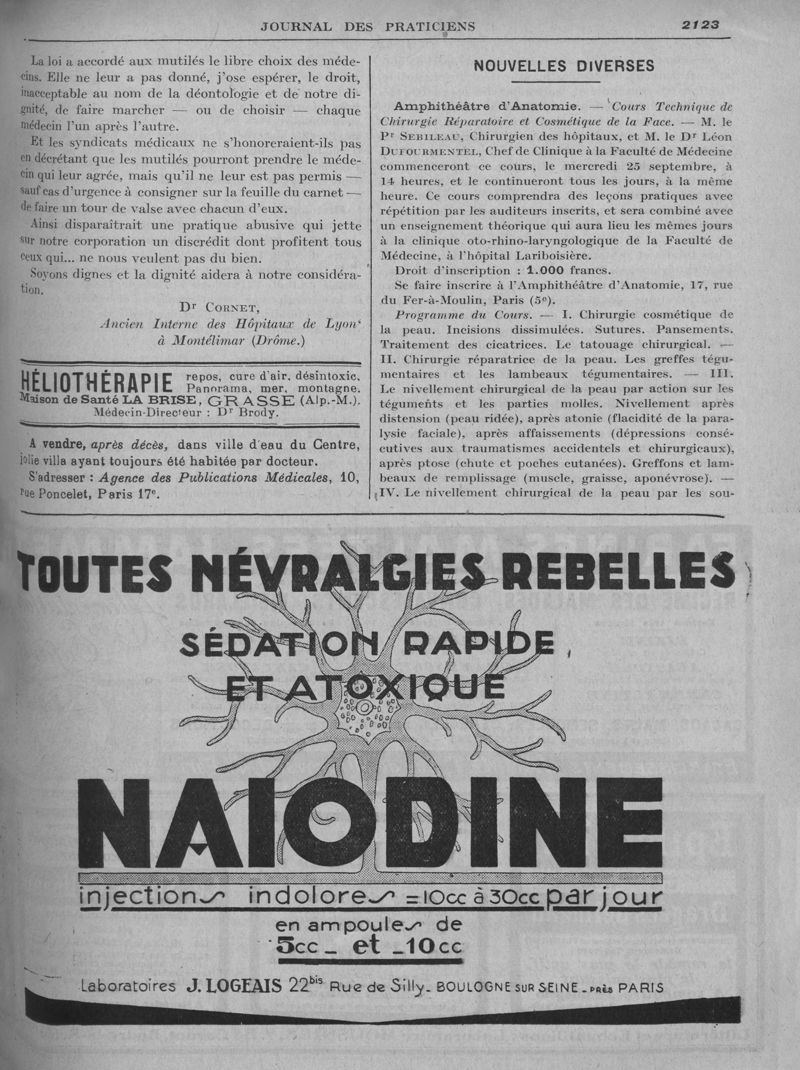 JOURNAL DES PRATICIENS
2123
La loi a accordé aux mutilés le libre choix des méde-
cins. Elle ne leur a pas donné, j'ose espérer, le droit,
inacceptable au nom de la déontologie et de notre di-
gnité, de faire marcher — ou de choisir — chaque
médecin l'un après l'autre.
Et les syndicats médicaux ne s'honoreraient-ils pas
en décrétant que les mutilés pourront prendre le méde-
cin qui leur agrée, mais qu'il ne leur est pas permis —
sauf cas d'urgence à consigner sur la feuille du carnet —
de faire un tour de valse avec chacun d'eux.
Ainsi disparaîtrait une pratique abusive qui jette
sur notre corporation un discrédit dont profitent tous
ceux qui... ne nous veulent pas du bien.
Soyons dignes et la dignité aidera à notre considéra-
tion.
Dr CORNET,
Ancien Interne des Hôpitaux de Lyon
à Montélimar (Drôme.)
HÉLIOTHÉRAPIE repos, cure d'air, désintoxic.
Panorama, mer, montagne.
Maison de Santé LA BRISE, GRASSE (Alp.-M.).
Médecin-Directeur : Dr Brody.
A vendre, après décès, dans ville d'eau du Centre,
jolie villa ayant toujours été habitée par docteur.
S'adresser : Agence des Publications Médicales, 10,
rue Poncelet, Paris 17e.
NOUVELLES DIVERSES
Amphithéâtre d'Anatomie. — Cours Technique de
Chirurgie Réparatoire et Cosmétique de la Face. — M. le
Pr SEBILEAU, Chirurgien des hôpitaux, et M. le Dr Léon
DUFOURMENTEL, Chef de Clinique à la Faculté de Médecine
commenceront ce cours, le mercredi 25 septembre, à
14 heures, et le continueront tous les jours, à la même
heure. Ce cours comprendra des leçons pratiques avec
répétition par les auditeurs inscrits, et sera combiné avec
un enseignement théorique qui aura lieu les mêmes jours
à la clinique oto-rhino-laryngologique de la Faculté de
Médecine, à l'hôpital Lariboisière.
Droit d'inscription : 1.000 francs.
Se faire inscrire à l'Amphithéâtre d'Anatomie, 17, rue
du Fer-à-Moulin, Paris (5e).
Programme du Cours. — I. Chirurgie cosmétique de
la peau. Incisions dissimulées. Sutures. Pansements.
Traitement des cicatrices. Le tatouage chirurgical. —
II. Chirurgie réparatrice de la peau. Les greffes tégu-
mentaires et les lambeaux tégumentaires. — III.
Le nivellement chirurgical de la peau par action sur les
téguments et les parties molles. Nivellement après
distension (peau ridée), après atonie (flacidité de la para-
lysie faciale), après affaissements (dépressions consé-
cutives aux traumatismes accidentels et chirurgicaux),
après ptose (chute et poches cutanées). Greffons et lam-
beaux de remplissage (muscle, graisse, aponévrose). —
IV. Le nivellement chirurgical de la peau par les sou-
TOUTES NÉVRALGIES REBELLES
SÉDATION RAPIDE
ET ATOXIQUE
NAIODINE
injections indolores = 10cc à 30cc par jour
en ampoules de
5cc _ et _ 10cc
Laboratoires J. LOGEAIS 22bis Rue de Silly. BOULOGNE SUR SEINE _ PRÈS PARIS